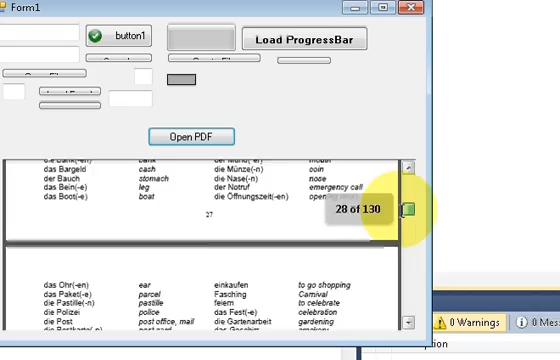 Form1
button1
Load ProgressBar
Open PDF
das Bargeld cash die Münze(-n) coin
der Bauch stomach die Nase(-n) nose
das Bein(-e) leg der Notruf emergency call
das Boot(-e) boat die Öffnungszeit(-en)
27
28 of 130
das Ohr(-en) ear einkaufen to go shopping
das Paket(-e) parcel Fasching Carnival
die Pastille(-n) pastille feiern to celebrate
die Polizei police das Fest(-e) celebration
die Post post office, mail die Gartenarbeit gardening
0 Warnings
0 Mess
ption